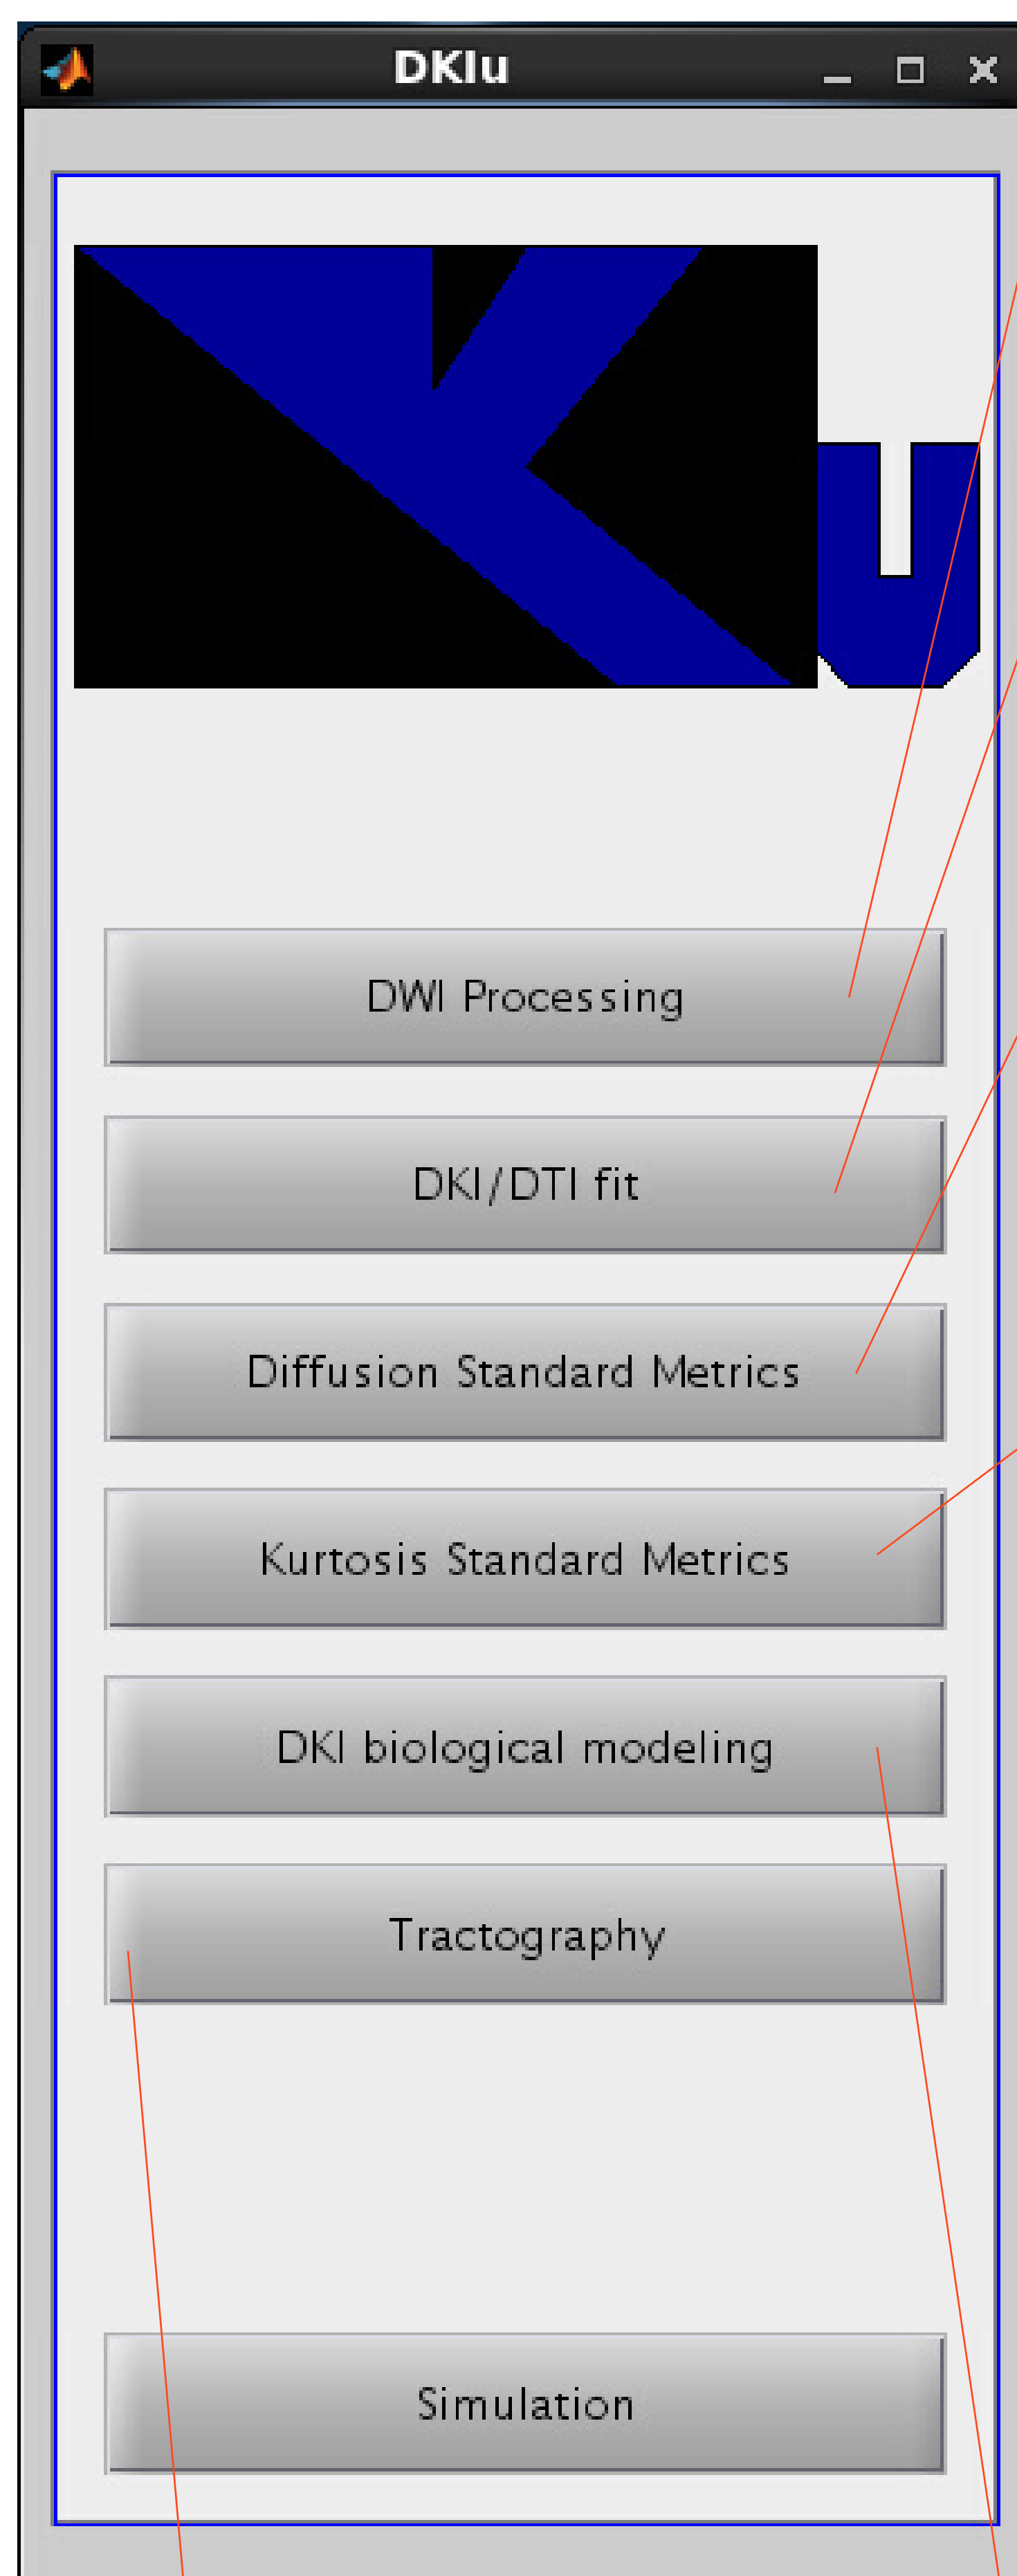 DKIu
u
DWI Processing
DKI/DTI fit
Diffusion Standard Metrics
Kurtosis Standard Metrics
DKI biological modeling
Tractography
Simulation